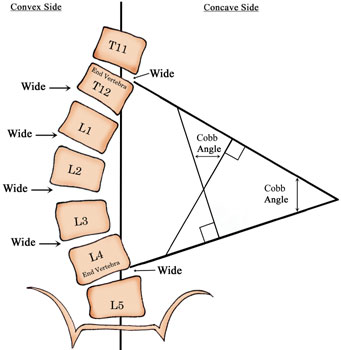 Convex Side
Concave Side
T11
Wide
End Vertebra
T12
Wide
Wide
L1
Cobb
Angle
L2
Wide
Cobb
Angle
L3
Wide
L4
End Vertebra
Wide
L5